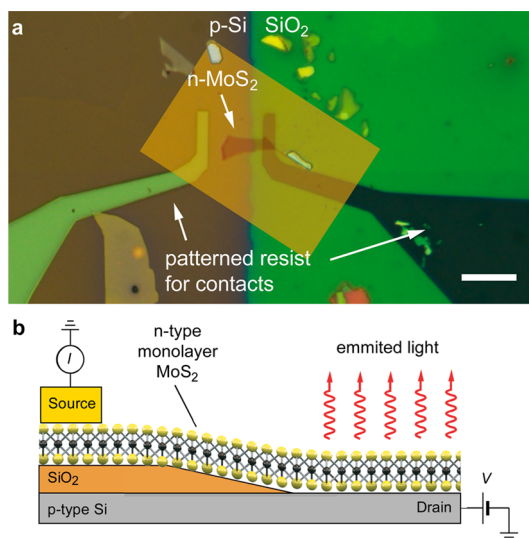 a
p-Si SiO2
n-MoS2
patterned resist
for contacts
b
n-type
monolayer
MoS2
emmited light
I
Source
SiO2
p-type Si
Drain
V